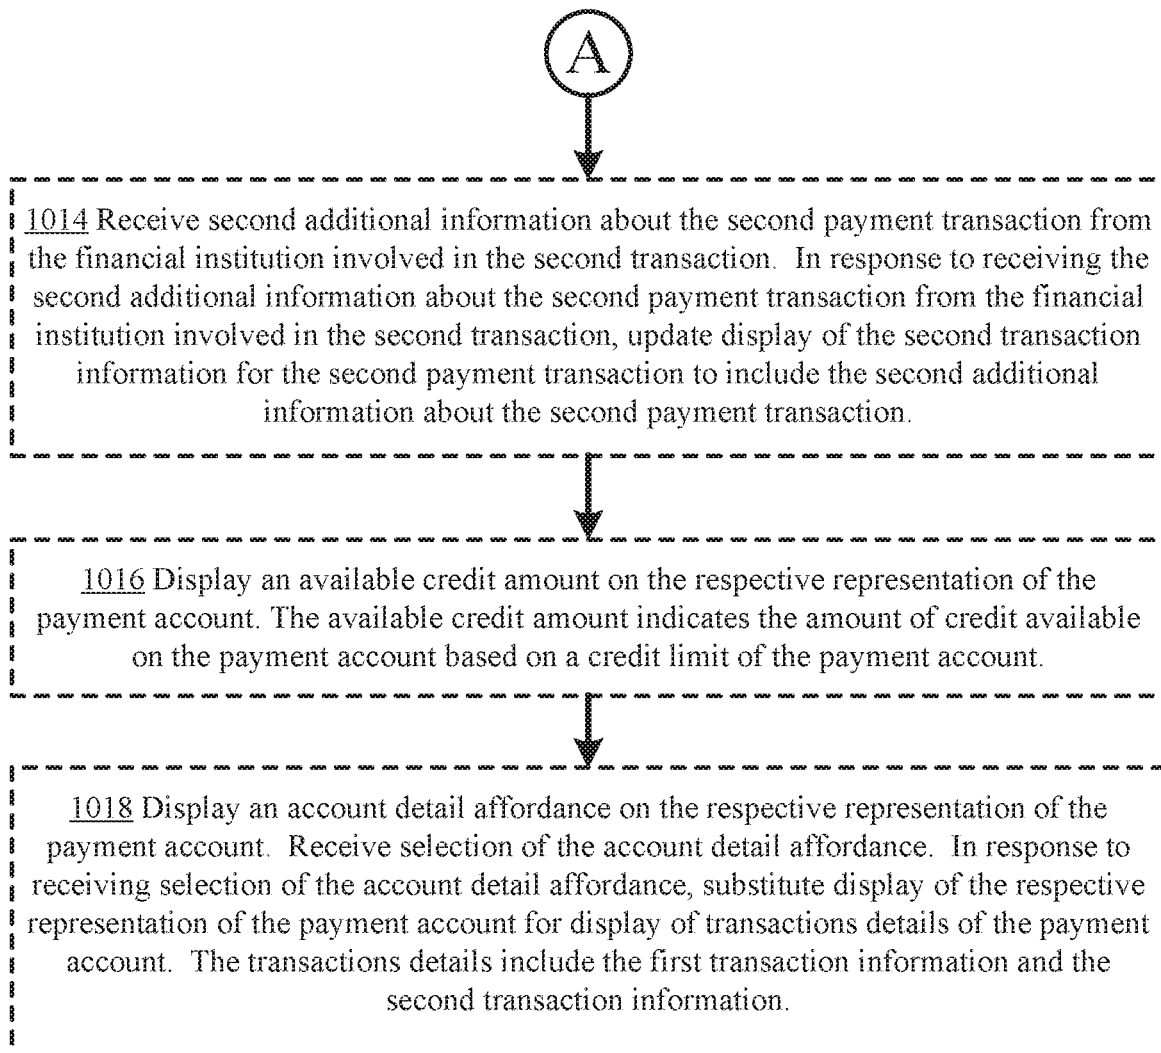 A
1014 Receive second additional information about the second payment transaction from
the financial institution involved in the second transaction. In response to receiving the
second additional information about the second payment transaction from the financial
institution involved in the second transaction, update display of the second transaction
information for the second payment transaction to include the second additional
information about the second payment transaction.
1016 Display an available credit amount on the respective representation of the
payment account. The available credit amount indicates the amount of credit available
on the payment account based on a credit limit of the payment account.
1018 Display an account detail affordance on the respective representation of the
payment account. Receive selection of the account detail affordance. In response to
receiving selection of the account detail affordance, substitute display of the respective
representation of the payment account for display of transactions details of the payment
account. The transactions details include the first transaction information and the
second transaction information.